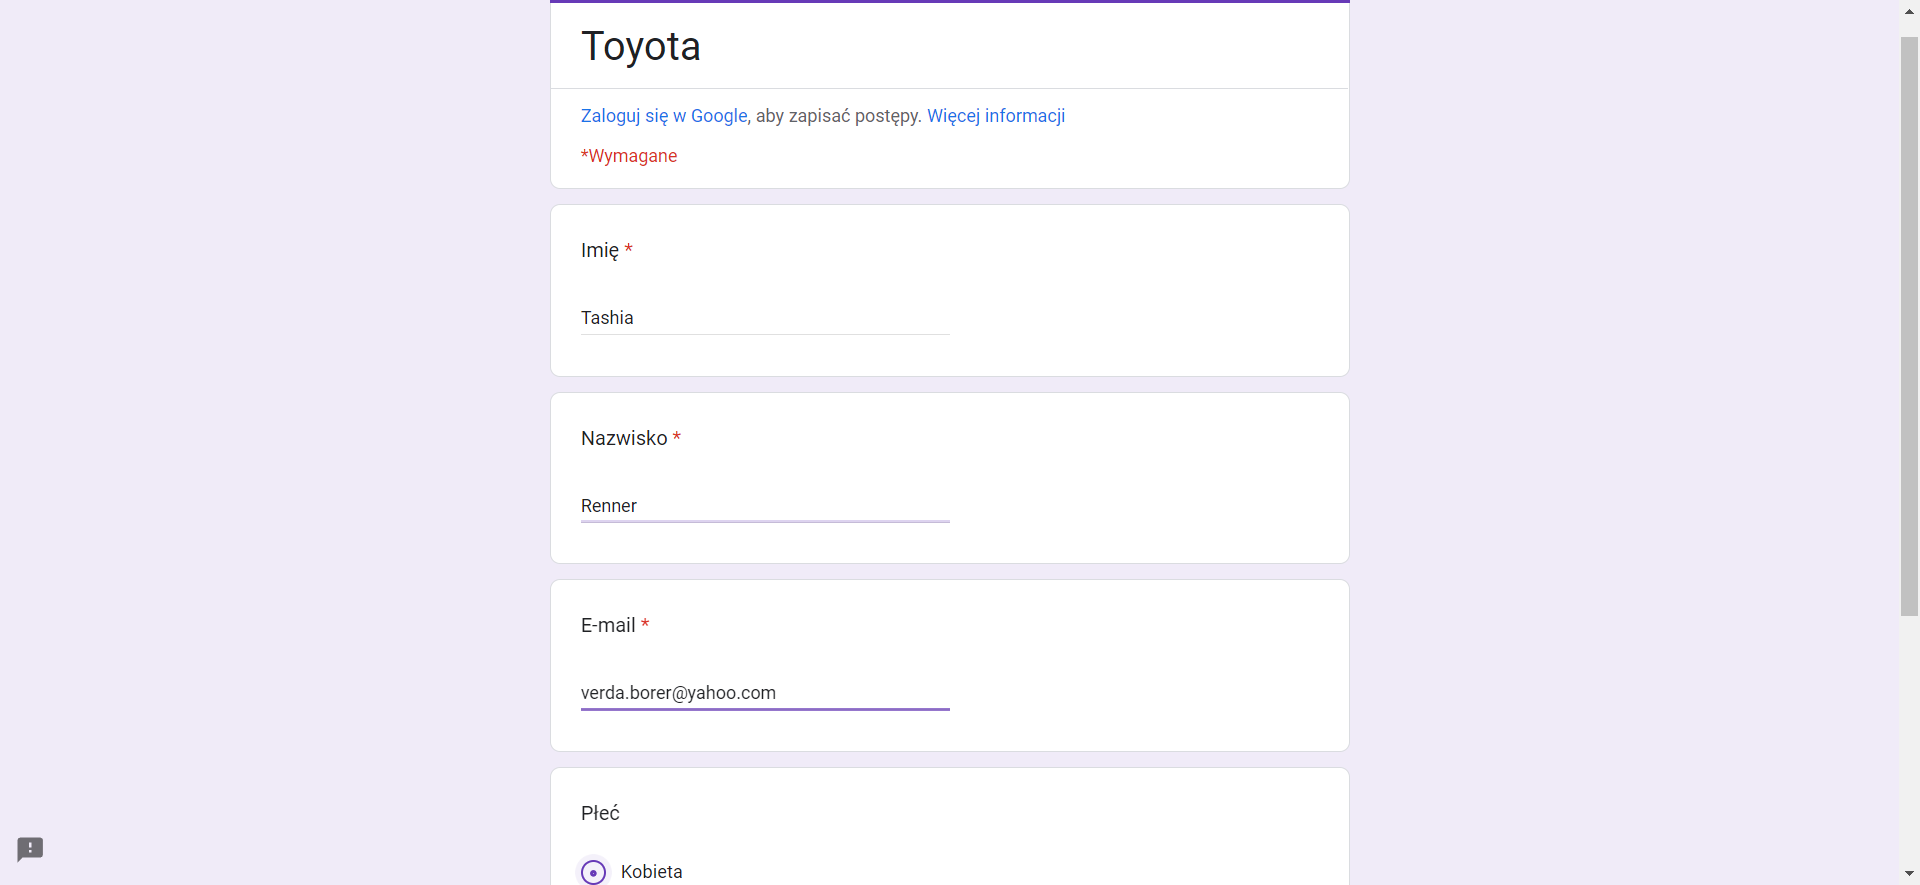 Toyota
Zaloguj się w Google, aby zapisać postępy. Więcej informacji
*Wymagane
Imię *
Tashia
Nazwisko *
Renner
E-mail *
verda.borer@yahoo.com
Płeć
Kobieta